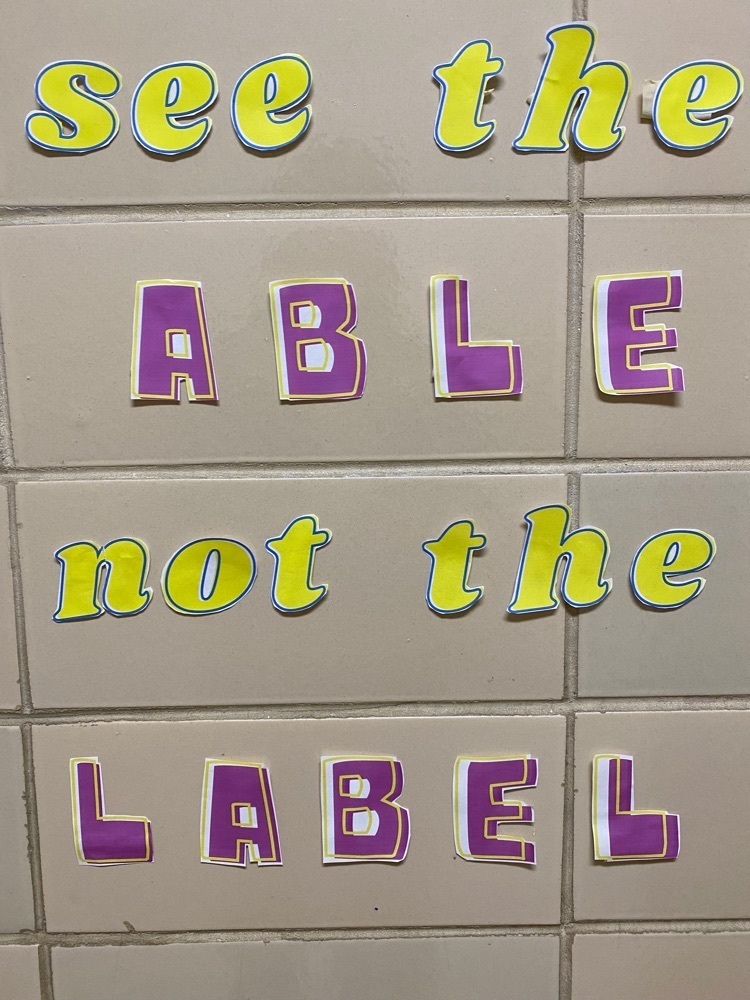 see the
ABLE
not the
LABEL